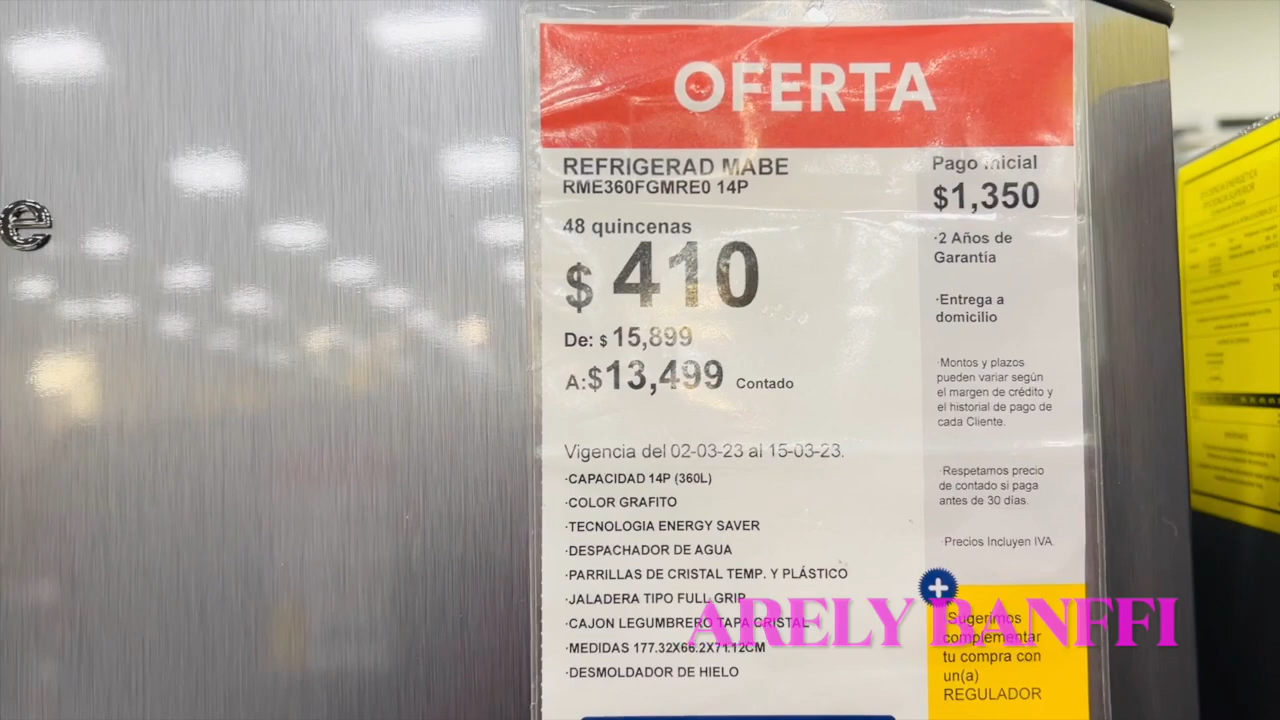 OFERTA
REFRIGERAD MABE
RME360FGMRE0 14P
48 quincenas
$ 410
De: $ 15,899
A:$13,499 Contado
Vigencia del 02-03-23 al 15-03-23.
·CAPACIDAD 14P (360L)
·COLOR GRAFITO
·TECNOLOGIA ENERGY SAVER
·DESPACHADOR DE AGUA
·PARRILLAS DE CRISTAL TEMP. Y PLÁSTICO
·JALADERA TIPO FULL GRIP
·CAJON LEGUMBRERO TAPA CRISTAL
·MEDIDAS 177.32X66.2X71.12CM
·DESMOLDADOR DE HIELO
Pago inicial
$1,350
·2 Años de
Garantía
·Entrega a
domicilio
·Montos y plazos
pueden variar según
el margen de crédito y
el historial de pago de
cada Cliente.
·Respetamos precio
de contado si paga
antes de 30 días.
·Precios Incluyen IVA
Sugerimos
complementar
tu compra con
un(a)
REGULADOR
ARELY BANFFI
e